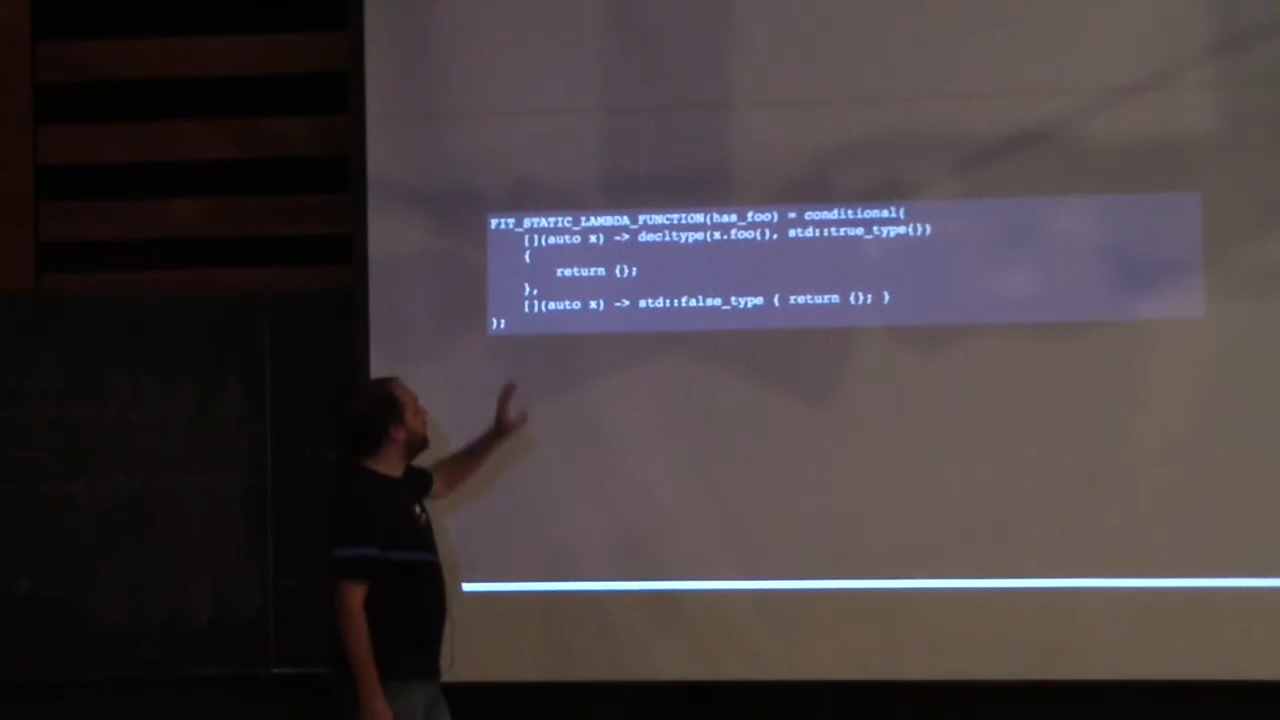 FIT_STATIC_LAMBDA_FUNCTION(has_foo) = conditional(
[](auto x) -> decltype(x.foo(), std::true_type{})
{
return {};
},
[](auto x) -> std::false_type { return {}; }
);